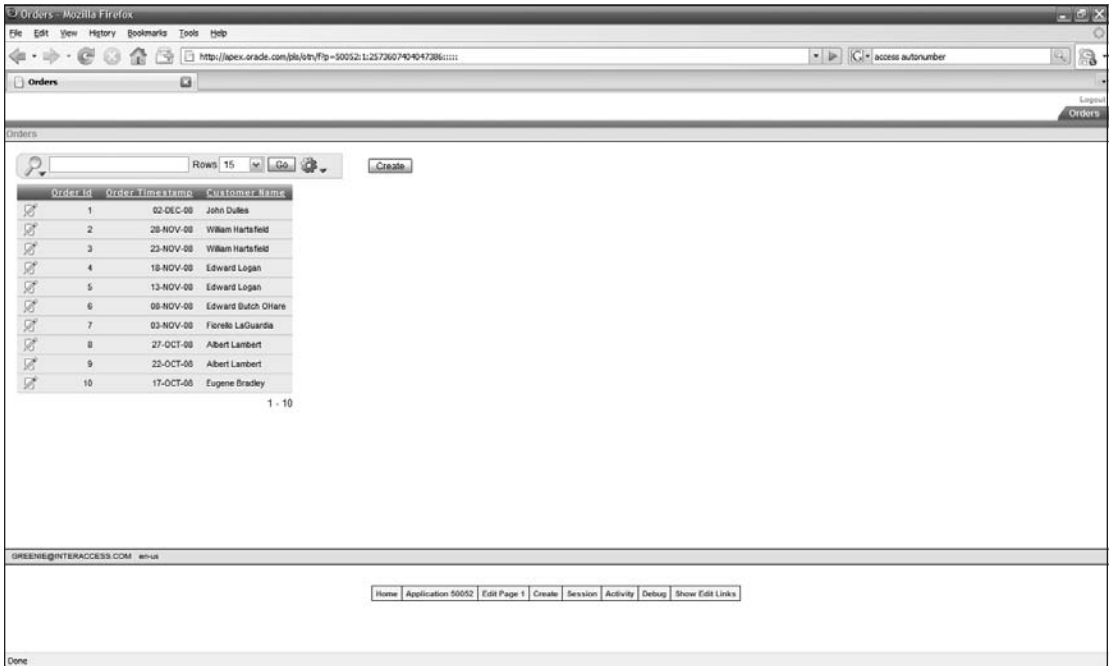 Orders - Mozilla Firefox
File Edit View History Bookmarks Tools Help
http://apex.oracle.com/pls/otn/f?p=50052:1:2573607404047386::::: access autonumber
Orders
Logout
Orders
Orders
Rows 15 Go Create
Order Id Order Timestamp Customer Name
1 02-DEC-08 John Dulles
2 28-NOV-08 William Hartsfield
3 23-NOV-08 William Hartsfield
4 18-NOV-08 Edward Logan
5 13-NOV-08 Edward Logan
6 08-NOV-08 Edward Butch OHare
7 03-NOV-08 Fiorello LaGuardia
8 27-OCT-08 Albert Lambert
9 22-OCT-08 Albert Lambert
10 17-OCT-08 Eugene Bradley
1 - 10
GREENIE@INTERACCESS.COM en-us
Home Application 50052 Edit Page 1 Create Session Activity Debug Show Edit Links
Done